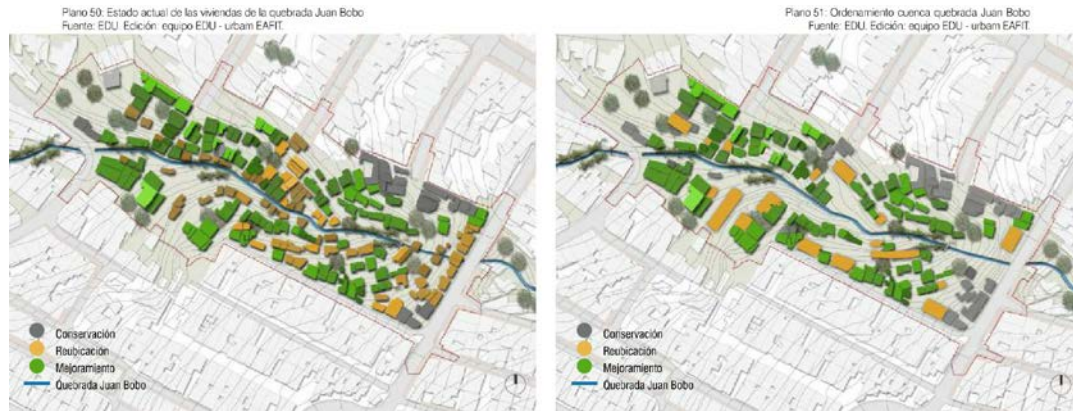 Plano 50: Estado actual de las viviendas de la quebrada Juan Bobo
Fuente: EDU. Edición: equipo EDU - urbam EAFIT.
Conservación
Reubicación
Mejoramiento
Quebrada Juan Bobo
Plano 51: Ordenamiento cuenca quebrada Juan Bobo
Fuente: EDU. Edición: equipo EDU - urbam EAFIT.
Conservación
Reubicación
Mejoramiento
Quebrada Juan Bobo